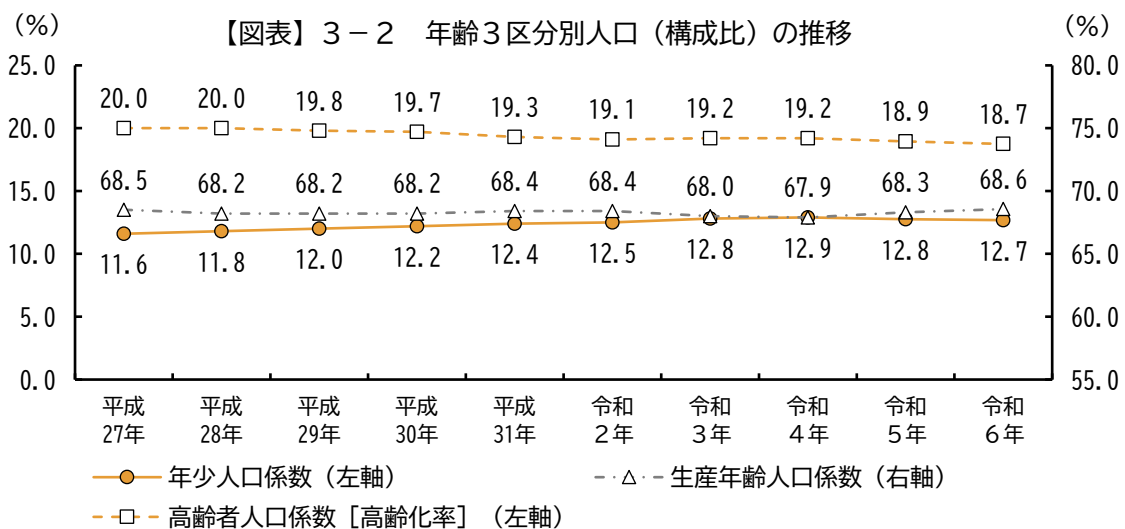 【図表】３－２　年齢３区分別人口（構成比）の推移
（%）
（%）
25.0
20.0
15.0
10.0
5.0
0.0
80.0
75.0
70.0
65.0
60.0
55.0
20.0 20.0 19.8 19.7 19.3 19.1 19.2 19.2 18.9 18.7
68.5 68.2 68.2 68.2 68.4 68.4 68.0 67.9 68.3 68.6
11.6 11.8 12.0 12.2 12.4 12.5 12.8 12.9 12.8 12.7
平成 平成 平成 平成 平成 令和 令和 令和 令和 令和
27年 28年 29年 30年 31年 ２年 ３年 ４年 ５年 ６年
年少人口係数（左軸）
生産年齢人口係数（右軸）
高齢者人口係数［高齢化率］（左軸）